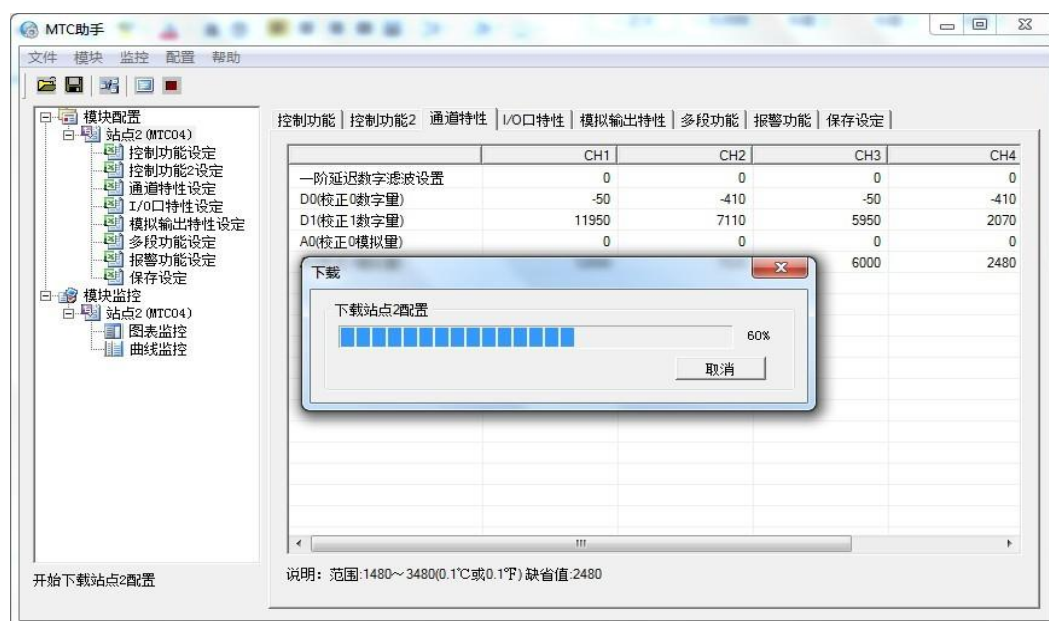 MTC助手
文件 模块 监控 配置 帮助
模块配置
站点2(MTC04)
控制功能设定
控制功能2设定
通道特性设定
I/O口特性设定
模拟输出特性设定
多段功能设定
报警功能设定
保存设定
模块监控
站点2(MTC04)
图表监控
曲线监控
控制功能 控制功能2 通道特性 I/O口特性 模拟输出特性 多段功能 报警功能 保存设定
CH1 CH2 CH3 CH4
一阶延迟数字滤波设置 0 0 0 0
D0(校正0数字量) -50 -410 -50 -410
D1(校正1数字量) 11950 7110 5950 2070
A0(校正0模拟量) 0 0 0 0
6000 2480
下载
下载站点2配置
60%
取消
开始下载站点2配置
说明：范围:1480～3480(0.1℃或0.1℉) 缺省值:2480